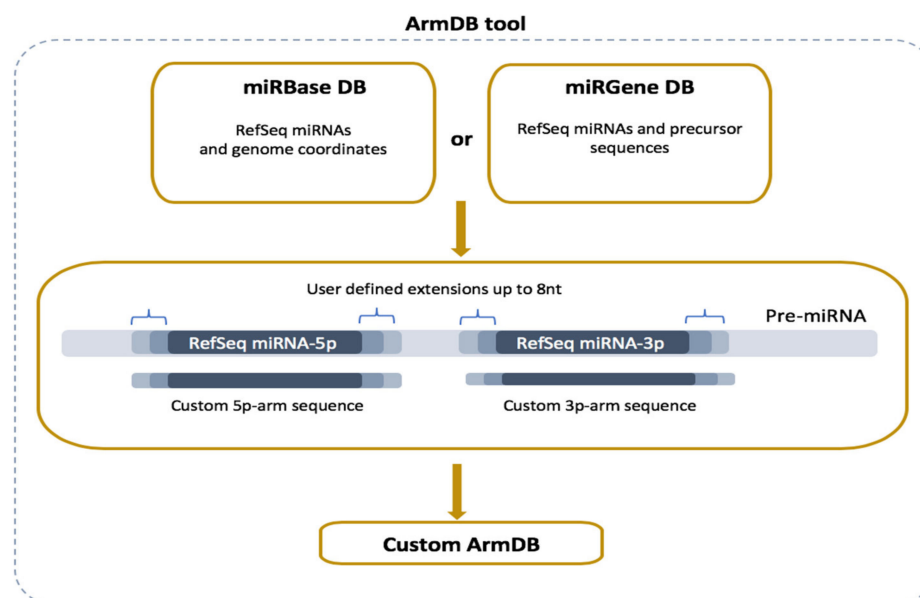 ArmDB tool
miRBase DB
RefSeq miRNAs
and genome coordinates
or
miRGene DB
RefSeq miRNAs and precursor
sequences
User defined extensions up to 8nt
Pre-miRNA
RefSeq miRNA-5p
RefSeq miRNA-3p
Custom 5p-arm sequence
Custom 3p-arm sequence
Custom ArmDB